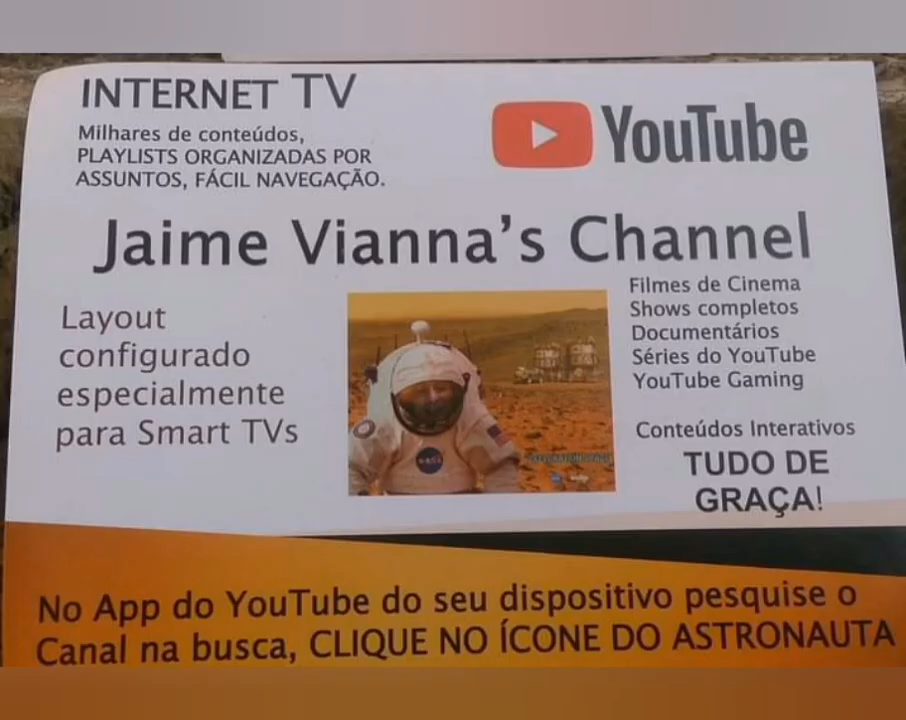 INTERNET TV
Milhares de conteúdos,
PLAYLISTS ORGANIZADAS POR
ASSUNTOS, FÁCIL NAVEGAÇÃO.
YouTube
Jaime Vianna's Channel
Layout
configurado
especialmente
para Smart TVs
NASA
Filmes de Cinema
Shows completos
Documentários
Séries do YouTube
YouTube Gaming
Conteúdos Interativos
TUDO DE
GRAÇA!
No App do YouTube do seu dispositivo pesquise o
Canal na busca, CLIQUE NO ÍCONE DO ASTRONAUTA